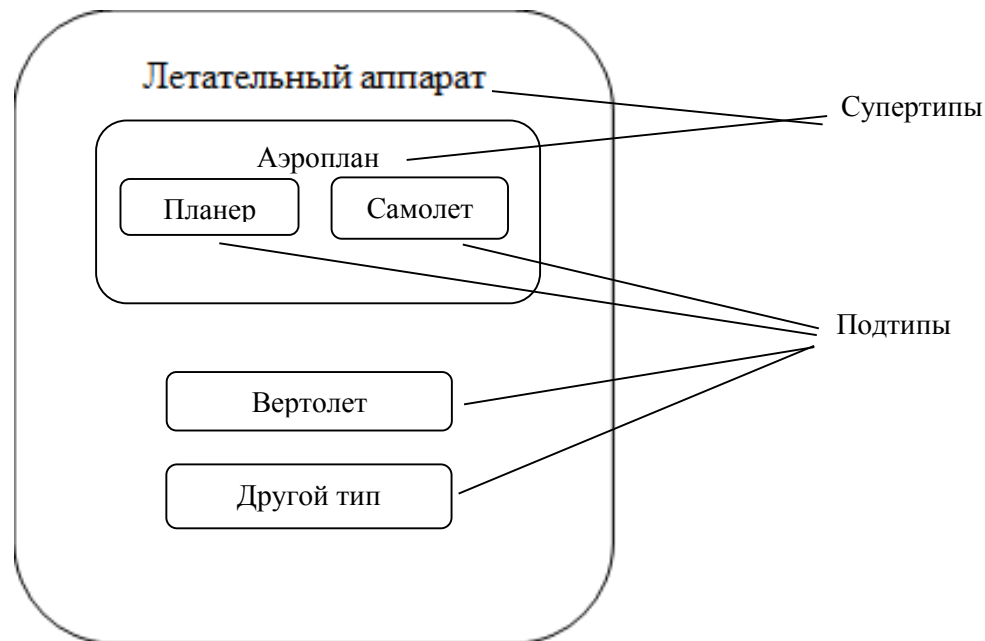 Летательный аппарат
Супертипы
Аэроплан
Планер
Самолет
Подтипы
Вертолет
Другой тип